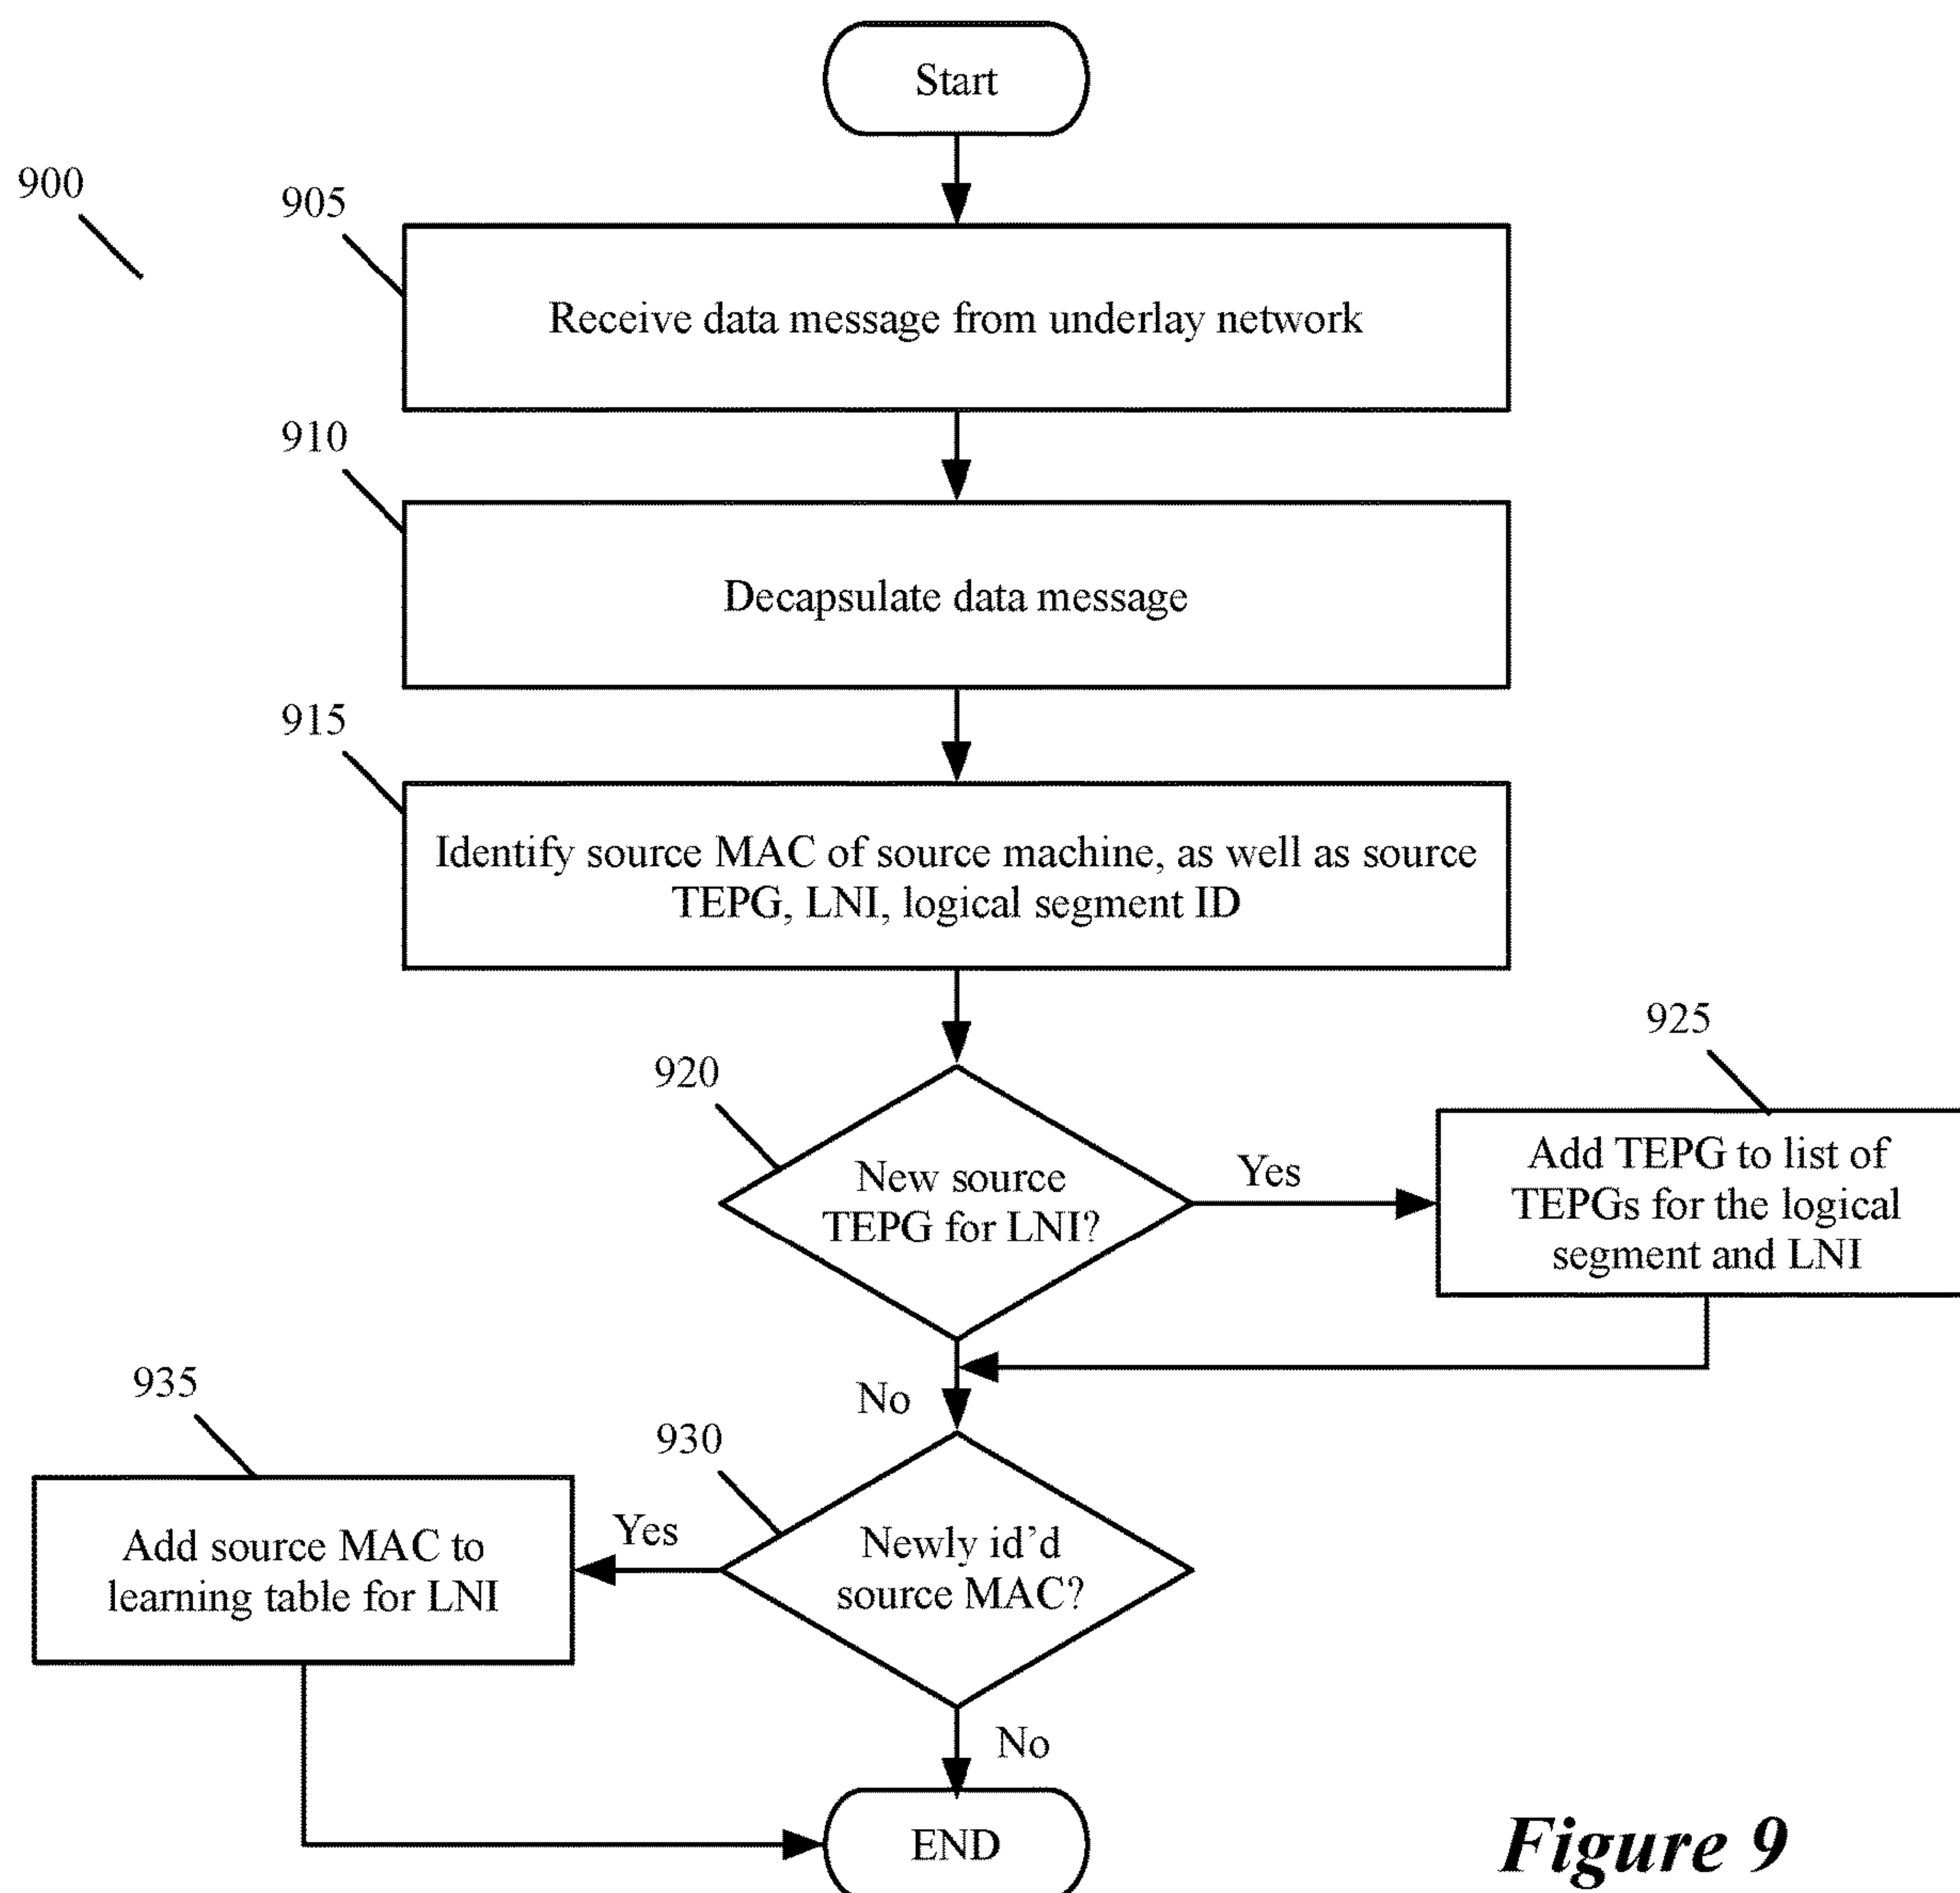 Start
900
905
Receive data message from underlay network
910
Decapsulate data message
915
Identify source MAC of source machine, as well as source
TEPG, LNI, logical segment ID
920
New source
TEPG for LNI?
Yes
925
Add TEPG to list of
TEPGs for the logical
segment and LNI
No
930
Newly id’d
source MAC?
Yes
935
Add source MAC to
learning table for LNI
No
END
Figure 9